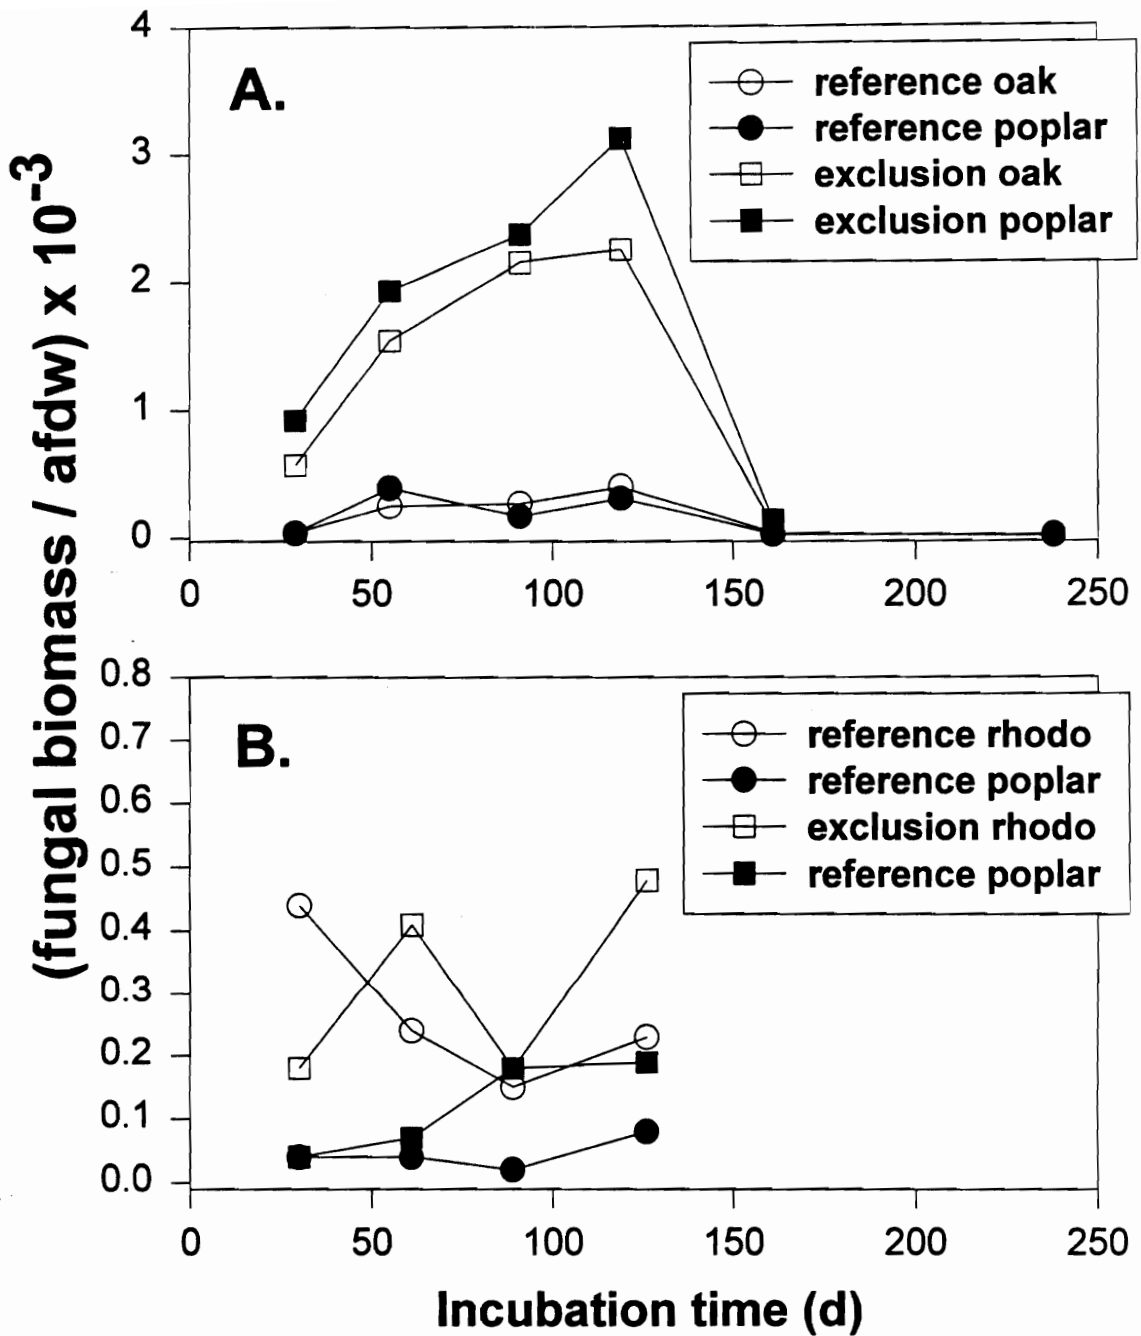 (fungal biomass / afdw) x 10-3
A.
4
3
2
1
0
0 50 100 150 200 250
reference oak
reference poplar
exclusion oak
exclusion poplar
B.
0.8
0.7
0.6
0.5
0.4
0.3
0.2
0.1
0.0
0 50 100 150 200 250
reference rhodo
reference poplar
exclusion rhodo
reference poplar
Incubation time (d)